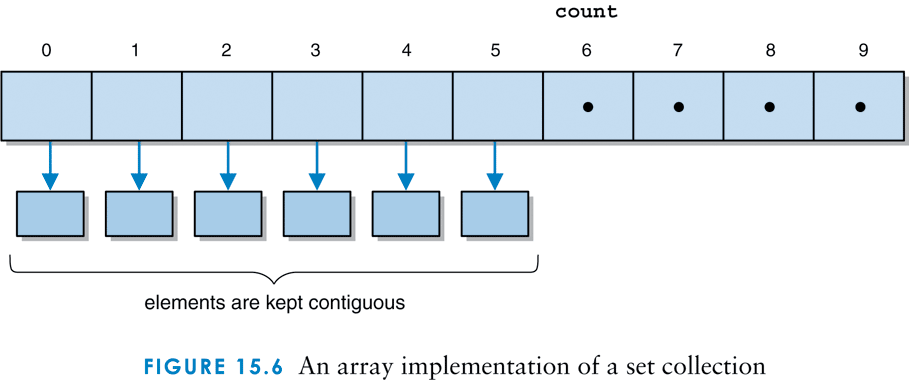 count
0 1 2 3 4 5 6 7 8 9
elements are kept contiguous
FIGURE 15.6 An array implementation of a set collection